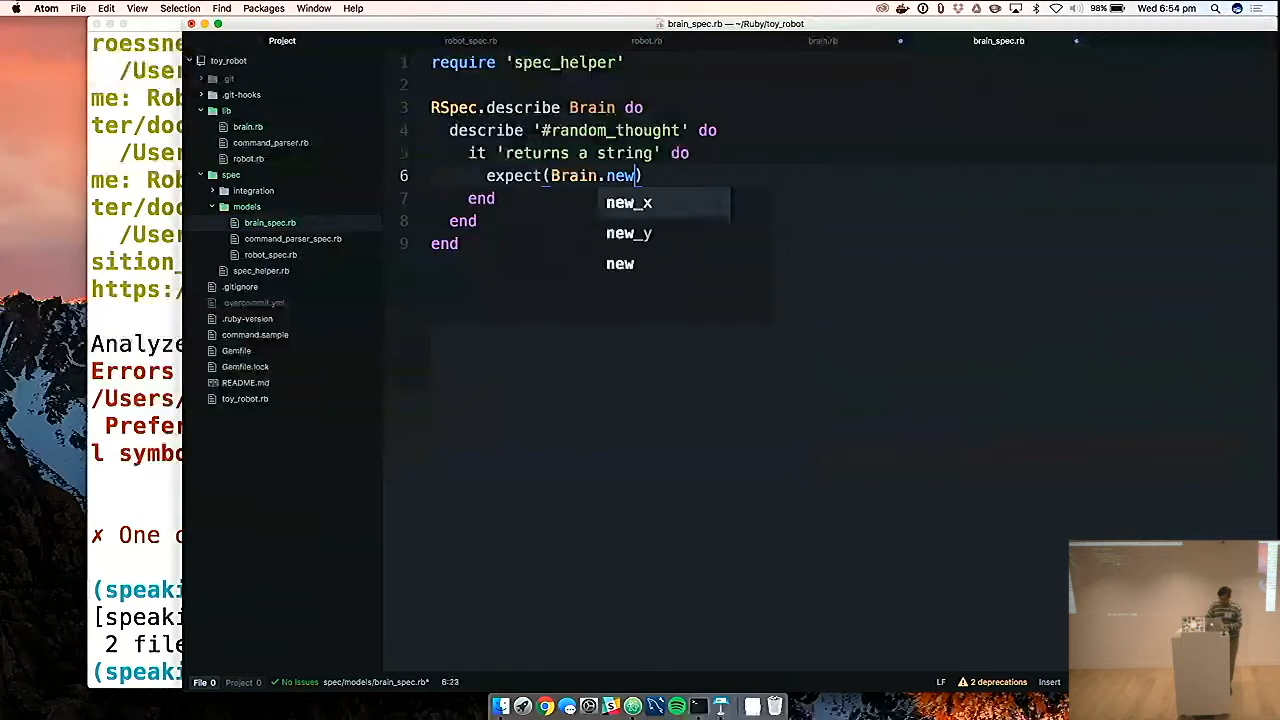 Atom File Edit View Selection Find Packages Window Help
98% Wed 6:54 pm
brain_spec.rb — ~/Ruby/toy_robot
Project
robot_spec.rb
robot.rb
brain.rb
brain_spec.rb
toy_robot
.git
.git-hooks
lib
brain.rb
command_parser.rb
robot.rb
spec
integration
models
brain_spec.rb
command_parser_spec.rb
robot_spec.rb
spec_helper.rb
.gitignore
.overcommit.yml
.ruby-version
command.sample
Gemfile
Gemfile.lock
README.md
toy_robot.rb
1 require 'spec_helper'
2
3 RSpec.describe Brain do
4 describe '#random_thought' do
5 it 'returns a string' do
6 expect(Brain.new)
7 end
8 end
9 end
new_x
new_y
new
roessne
/User
me: Rob
ter/doc
/User
me: Rob
ter/doc
/User
sition_
https:/
Analyze
Errors
/Users/
Prefer
l symbo
✗ One o
(speaki
[speaki
2 file
(speaki
File 0 Project 0 No Issues spec/models/brain_spec.rb* 6:23
LF 2 deprecations Insert